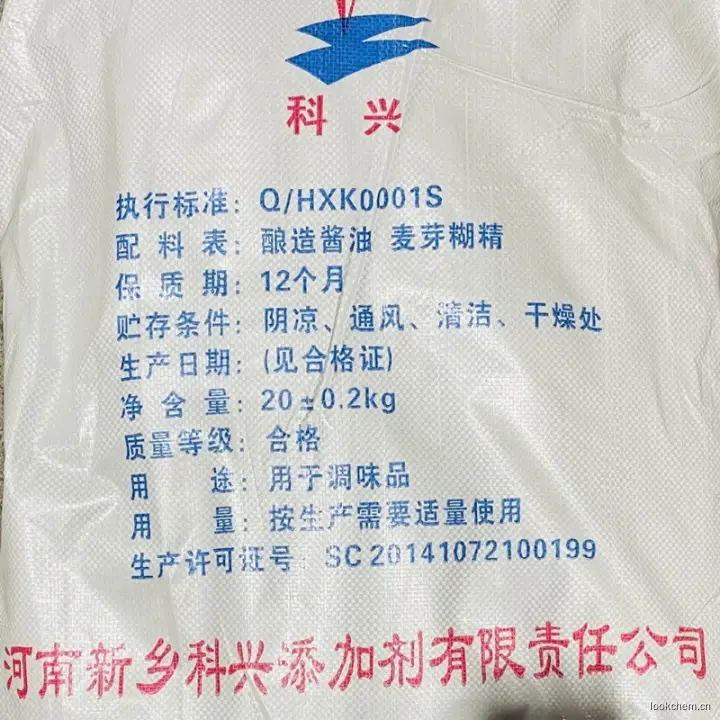 科兴
执行标准：Q/HXK0001S
配料表：酿造酱油 麦芽糊精
保质期：12个月
贮存条件：阴凉、通风、清洁、干燥处
生产日期：(见合格证)
净含量：20±0.2kg
质量等级：合格
用途：用于调味品
用量：按生产需要适量使用
生产许可证号：SC20141072100199
河南新乡科兴添加剂有限责任公司
lookchem.cn